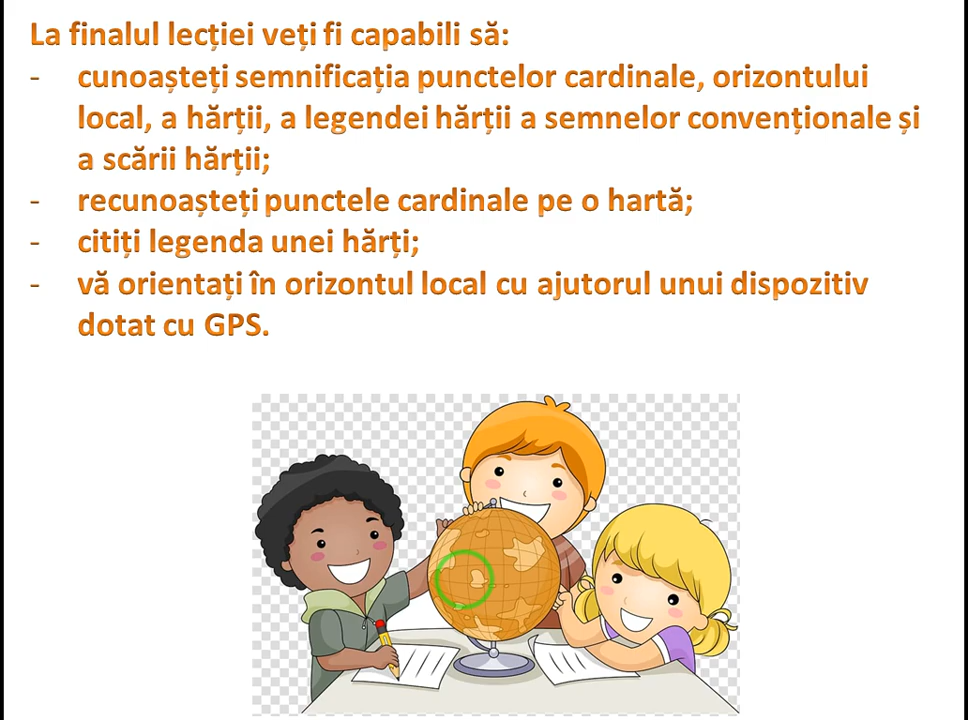 La finalul lecției veți fi capabili să:
- cunoașteți semnificația punctelor cardinale, orizontului
local, a hărții, a legendei hărții a semnelor convenționale și
a scării hărții;
- recunoașteți punctele cardinale pe o hartă;
- citiți legenda unei hărți;
- vă orientați în orizontul local cu ajutorul unui dispozitiv
dotat cu GPS.